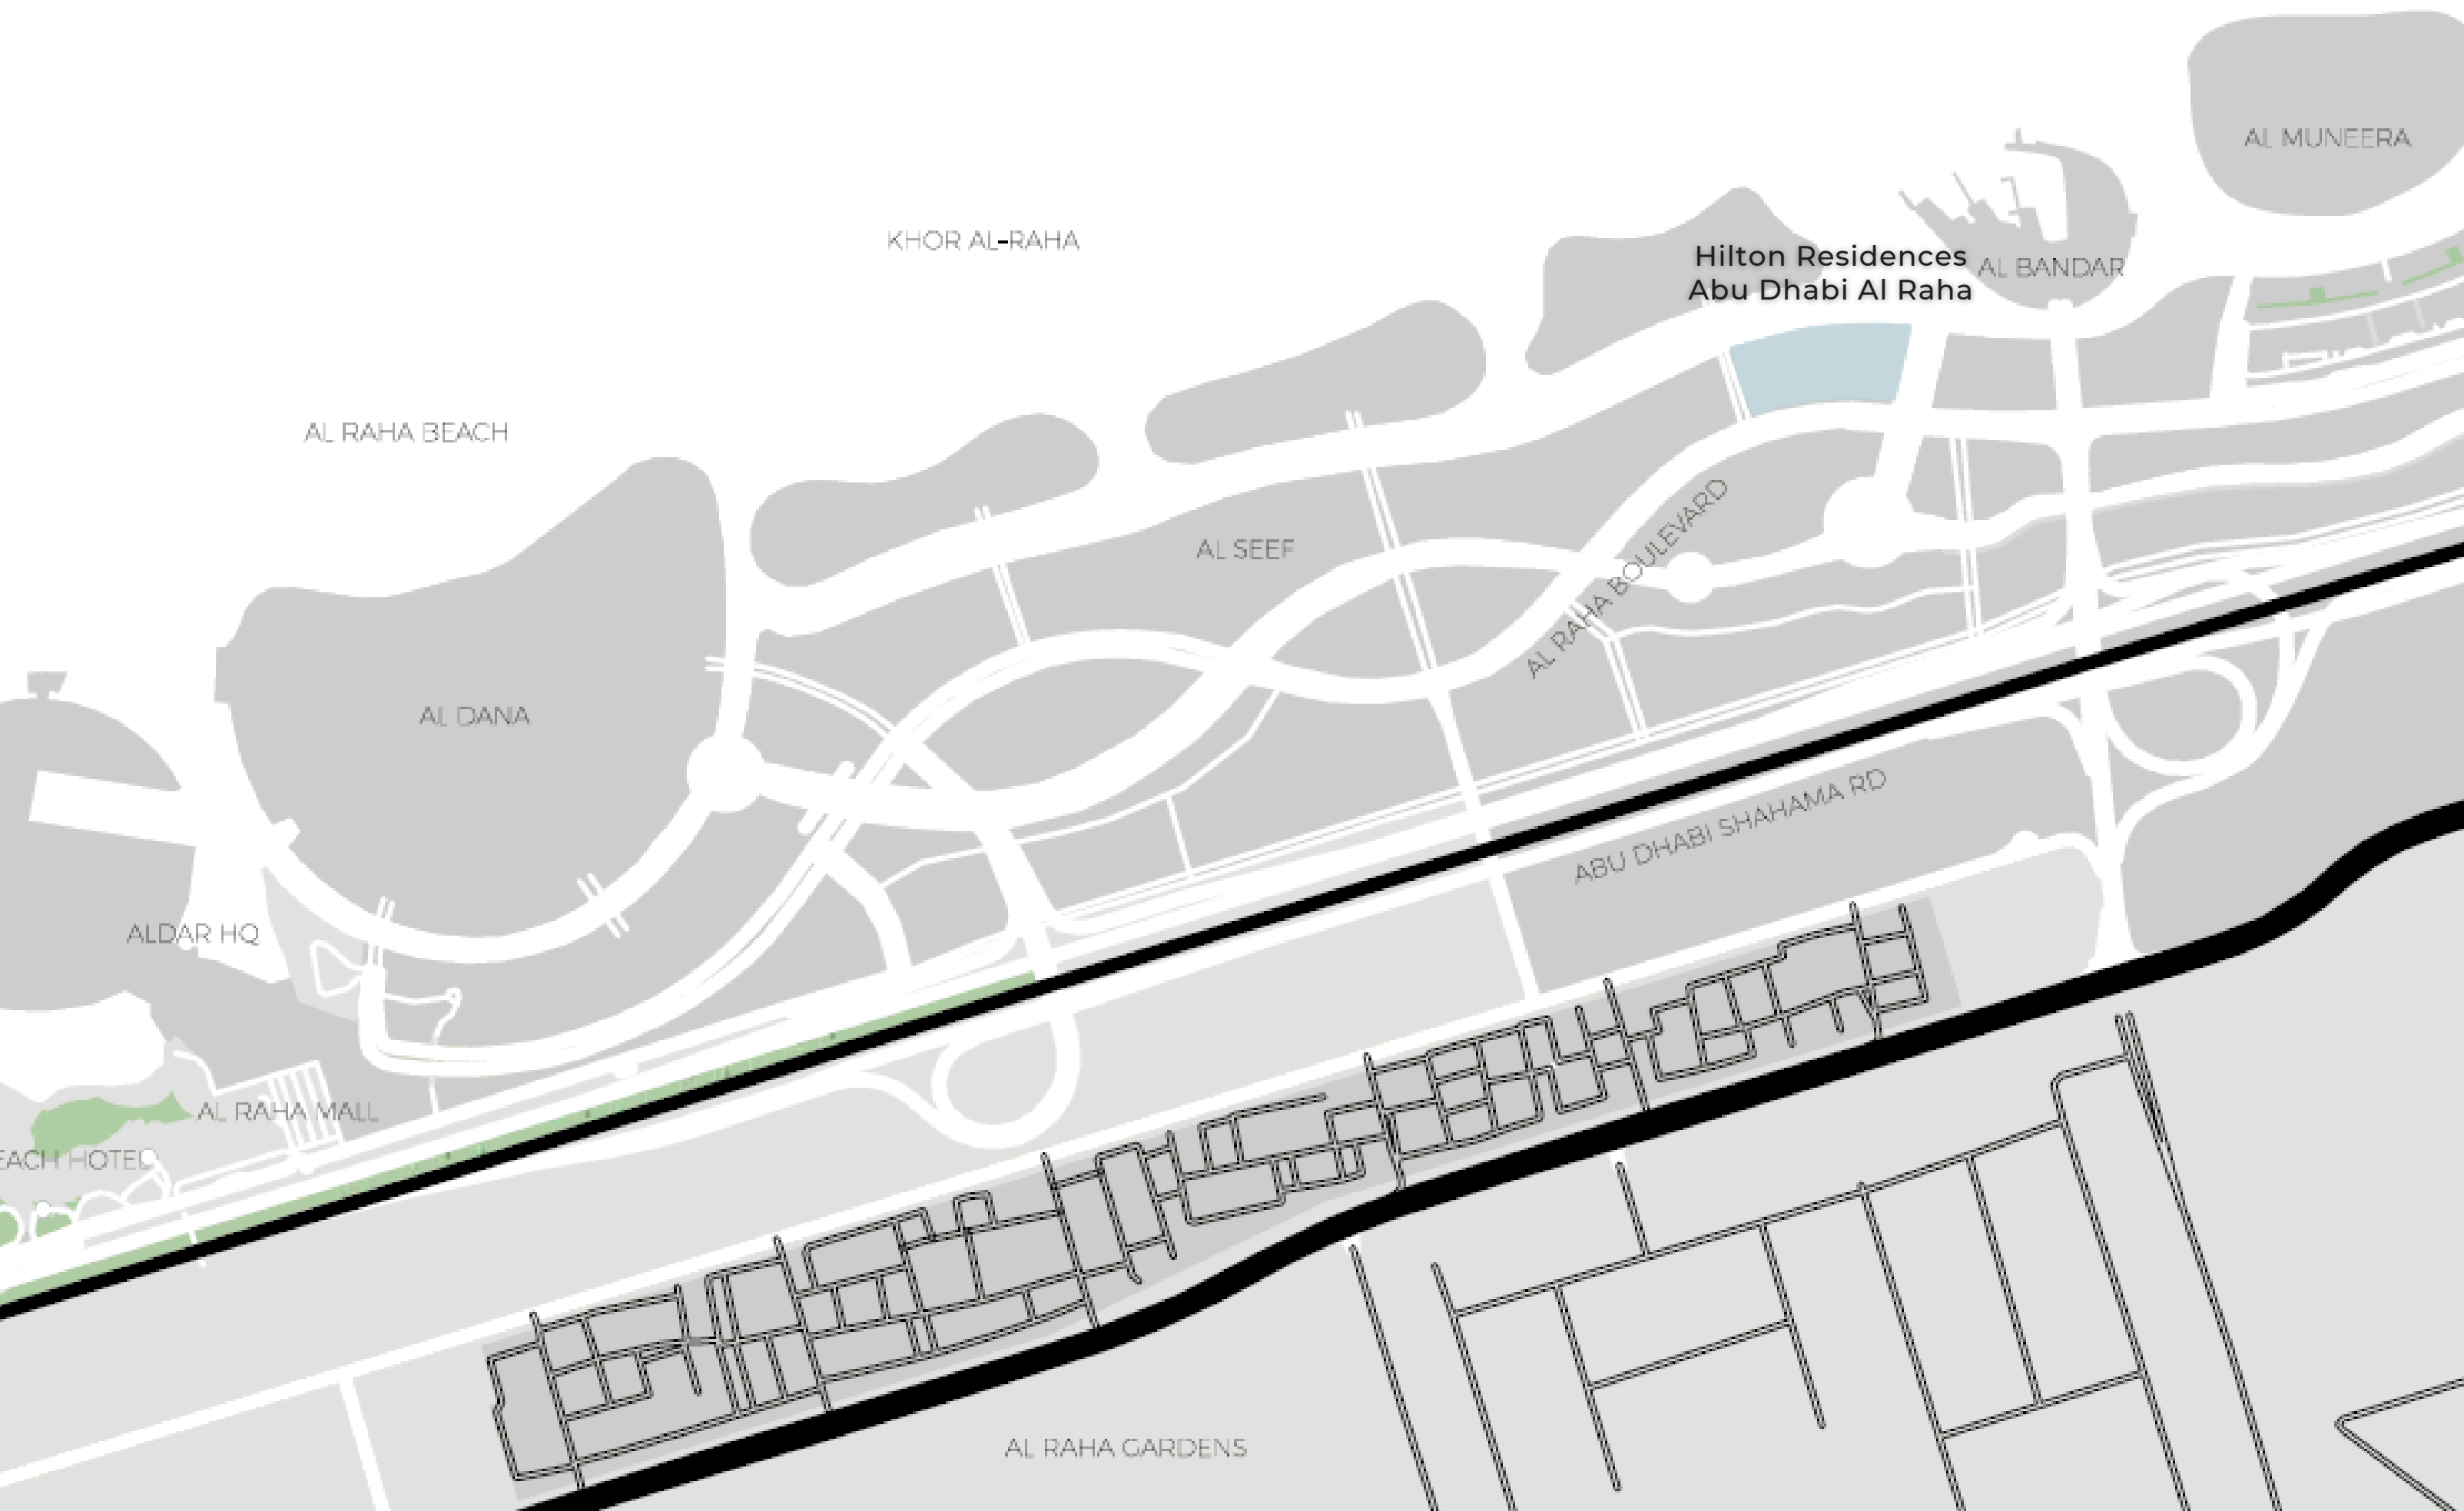 AL MUNEERA
KHOR AL-RAHA
Hilton Residences
Abu Dhabi Al Raha
AL BANDAR
AL RAHA BEACH
AL SEEF
AL RAHA BOULEVARD
AL DANA
ABU DHABI SHAHAMA RD
ALDAR HQ
AL RAHA MALL
EACH HOTEL
AL RAHA GARDENS